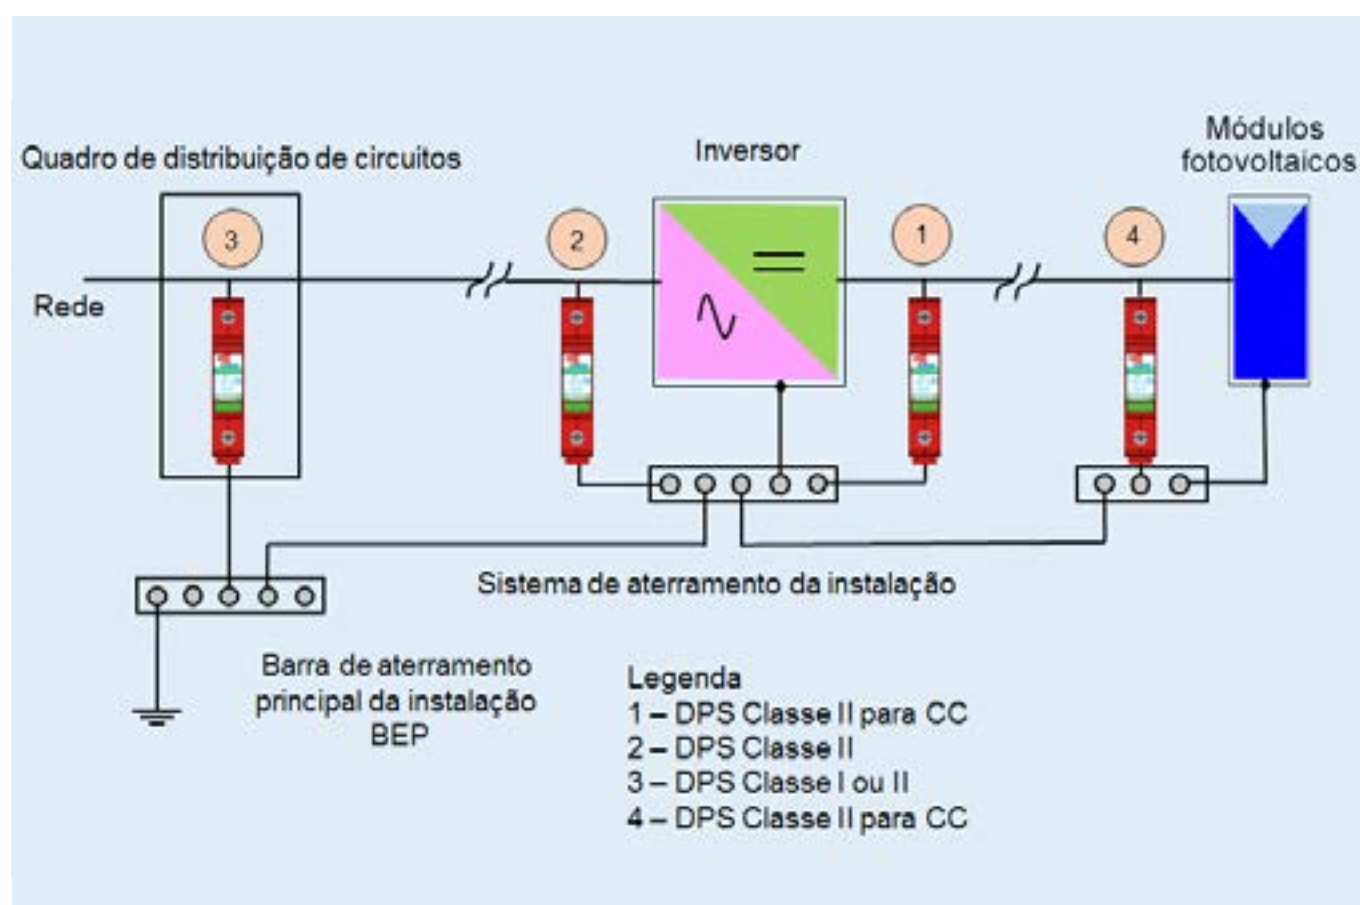 Módulos
fotovoltaicos
Inversor
Quadro de distribuição de circuitos
3
2
1
4
Rede
Sistema de aterramento da instalação
Barra de aterramento
principal da instalação
BEP
Legenda
1 – DPS Classe II para CC
2 – DPS Classe II
3 – DPS Classe I ou II
4 – DPS Classe II para CC